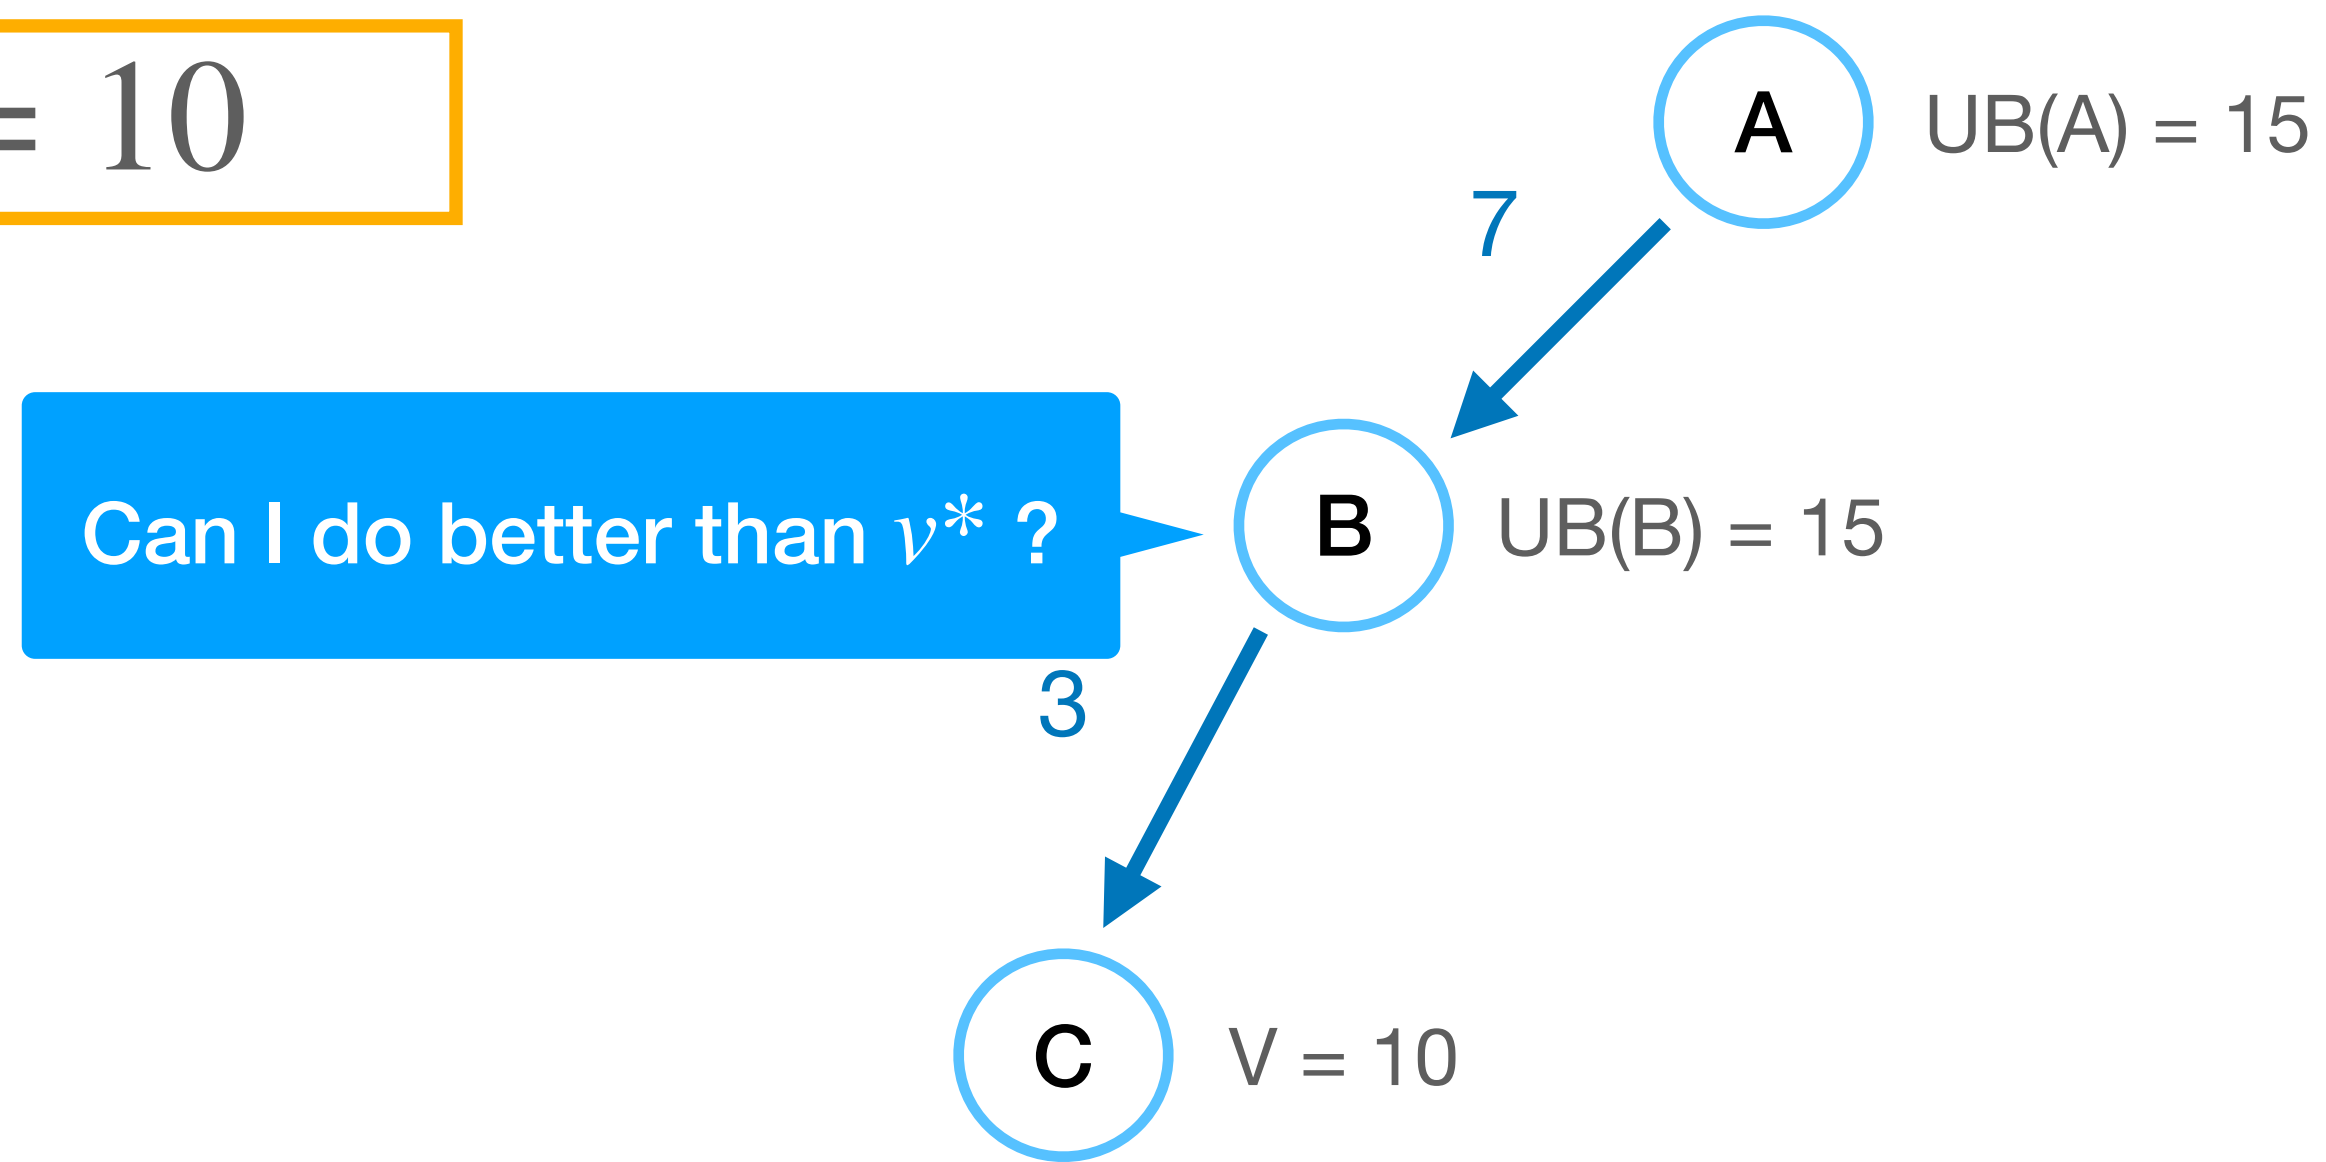 = 10
A
UB(A) = 15
7
Can I do better than v* ?
B
UB(B) = 15
3
C
V = 10